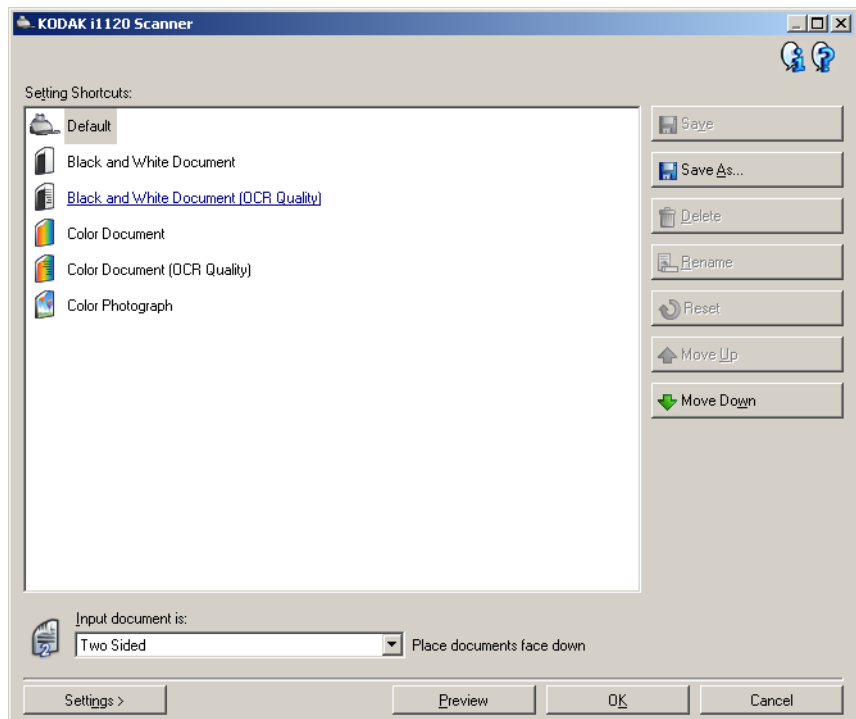 KODAK i1120 Scanner
Setting Shortcuts:
Default
Black and White Document
Black and White Document (OCR Quality)
Color Document
Color Document (OCR Quality)
Color Photograph
Save
Save As...
Delete
Rename
Reset
Move Up
Move Down
Input document is:
2
Two Sided
Place documents face down
Settings >
Preview
OK
Cancel